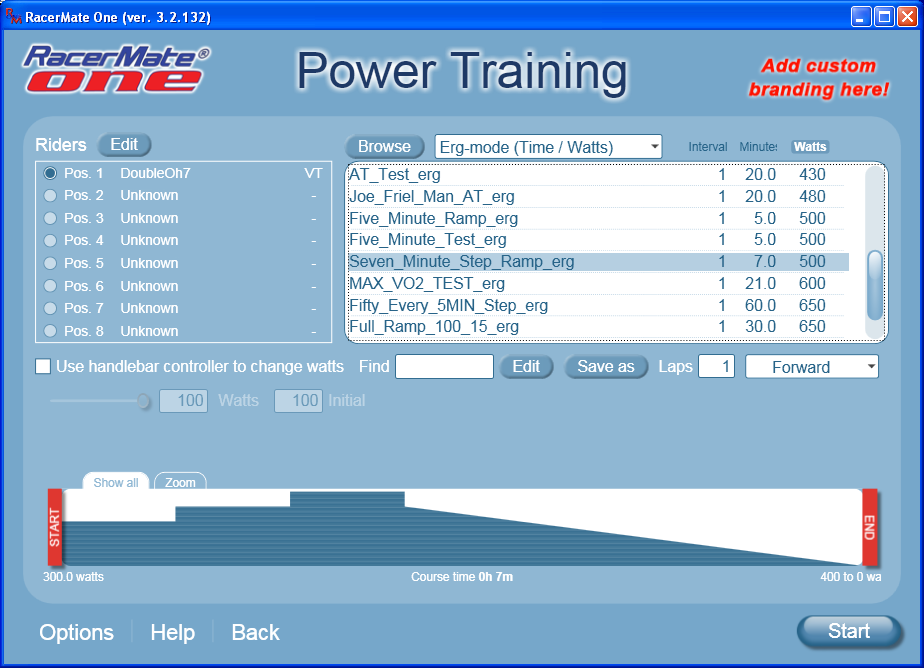 RacerMate One (ver. 3.2.132)
RacerMate®
one
Power Training
Add custom
branding here!
Riders Edit
Pos. 1 DoubleOh7 VT
Pos. 2 Unknown -
Pos. 3 Unknown -
Pos. 4 Unknown -
Pos. 5 Unknown -
Pos. 6 Unknown -
Pos. 7 Unknown -
Pos. 8 Unknown -
Browse Erg-mode (Time / Watts) Interval Minutes Watts
AT_Test_erg 1 20.0 430
Joe_Friel_Man_AT_erg 1 20.0 480
Five_Minute_Ramp_erg 1 5.0 500
Five_Minute_Test_erg 1 5.0 500
Seven_Minute_Step_Ramp_erg 1 7.0 500
MAX_VO2_TEST_erg 1 21.0 600
Fifty_Every_5MIN_Step_erg 1 60.0 650
Full_Ramp_100_15_erg 1 30.0 650
Use handlebar controller to change watts Find Edit Save as Laps 1 Forward
100 Watts 100 Initial
Show all Zoom
START
END
300.0 watts Course time 0h 7m 400 to 0 wa
Options Help Back Start